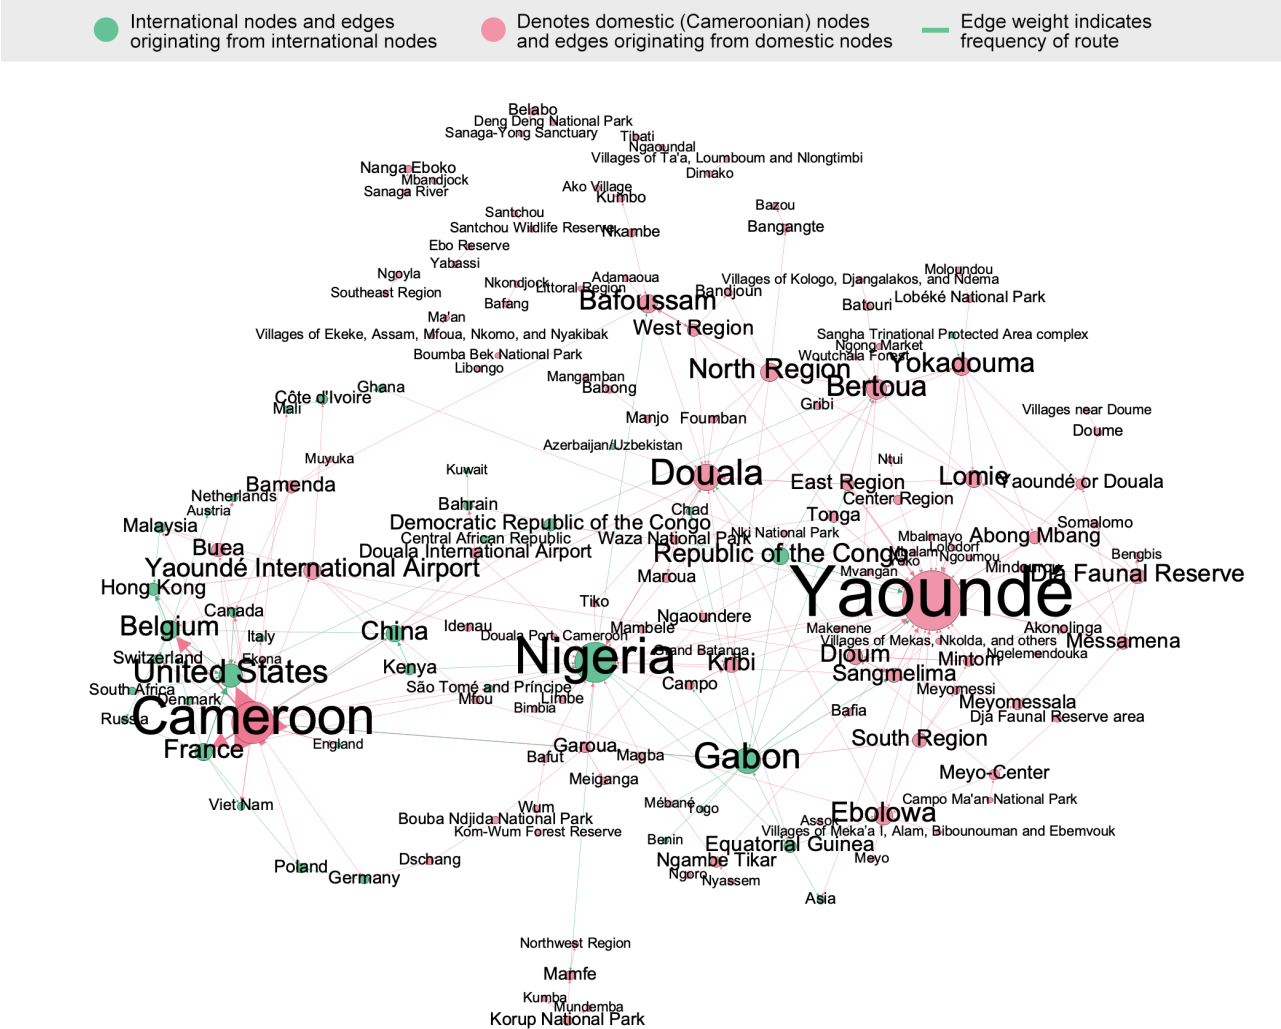 International nodes and edges
originating from international nodes
Denotes domestic (Cameroonian) nodes
and edges originating from domestic nodes
Edge weight indicates
frequency of route
Belabo
Deng Deng National Park
Sanaga-Yong Sanctuary
Tibati
Ngaoundal
Villages of Ta'a, Loumboum and Nlongtimbi
Dimako
Nanga Eboko
Mbandjock
Sanaga River
Ako Village
Kumbo
Bazou
Bangangte
Santchou
Santchou Wildlife Reserve
Nkambe
Ebo Reserve
Yabassi
Ngoyla
Southeast Region
Nkondjock
Littoral Region
Adamaoua
Bafang
Bafoussam
Bandjoun
Villages of Kologo, Djangalakos, and Ndema
Moloundou
Batouri
Lobéké National Park
West Region
Ma'an
Villages of Ekeke, Assam, Mfoua, Nkomo, and Nyakibak
Boumba Bek National Park
Libongo
Sangha Trinational Protected Area complex
Ngong Market
Woutchala Forest
Yokadouma
North Region
Bertoua
Mangamban
Babong
Ghana
Côte d'Ivoire
Mali
Gribi
Manjo
Foumban
Villages near Doume
Doume
Azerbaijan/Uzbekistan
Muyuka
Kuwait
Ntui
Douala
Bamenda
East Region
Lomie
Yaoundé or Douala
Center Region
Netherlands
Austria
Bahrain
Chad
Tonga
Malaysia
Democratic Republic of the Congo
Central African Republic
Waza National Park
Nki National Park
Somalomo
Abong Mbang
Mbalmayo
Lolodorf
Mbalam
Ngoumou
Yoko
Buea
Douala International Airport
Republic of the Congo
Bengbis
Mindourou
Dja Faunal Reserve
Yaoundé International Airport
Maroua
Mvangan
Yaoundé
Hong Kong
Tiko
Canada
Ngaoundere
Belgium
Italy
China
Idenau
Mambele
Douala Port, Cameroon
Makenene
Akonolinga
Villages of Mekas, Nkolda, and others
Messamena
Grand Batanga
Djoum
Ngelemendouka
Switzerland
Ekona
Nigeria
Kribi
Mintom
United States
Kenya
Sangmelima
South Africa
Denmark
São Tomé and Príncipe
Campo
Meyomessi
Mfou
Limbe
Bimbia
Meyomessala
Bafia
Dja Faunal Reserve area
Russia
Cameroon
England
France
Garoua
Bafut
Magba
Gabon
South Region
Meiganga
Meyo-Center
Viet Nam
Wum
Mébané
Togo
Campo Ma'an National Park
Bouba Ndjida National Park
Kom-Wum Forest Reserve
Assok
Ebolowa
Villages of Meka'a I, Alam, Bibounouman and Ebemvouk
Benin
Equatorial Guinea
Dschang
Ngambe Tikar
Meyo
Poland
Germany
Ngoro
Nyassem
Asia
Northwest Region
Mamfe
Kumba
Mundemba
Korup National Park